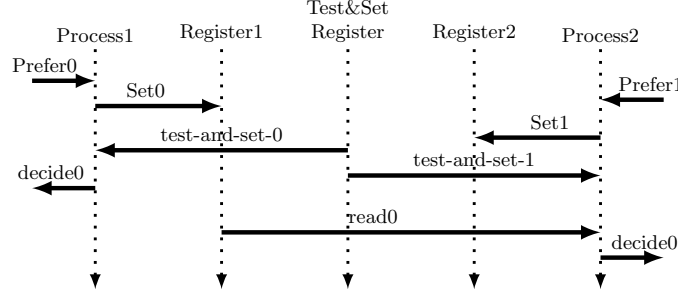 Test&Set
Process1 Register1 Register Register2 Process2
Prefer0
Set0
Prefer1
Set1
test-and-set-0
test-and-set-1
decide0
read0
decide0